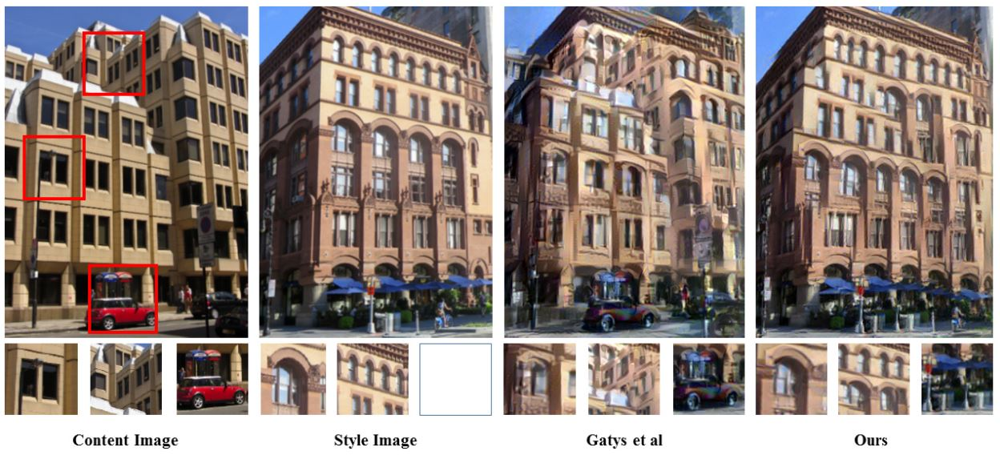 Content Image
Style Image
Gatys et al
Ours